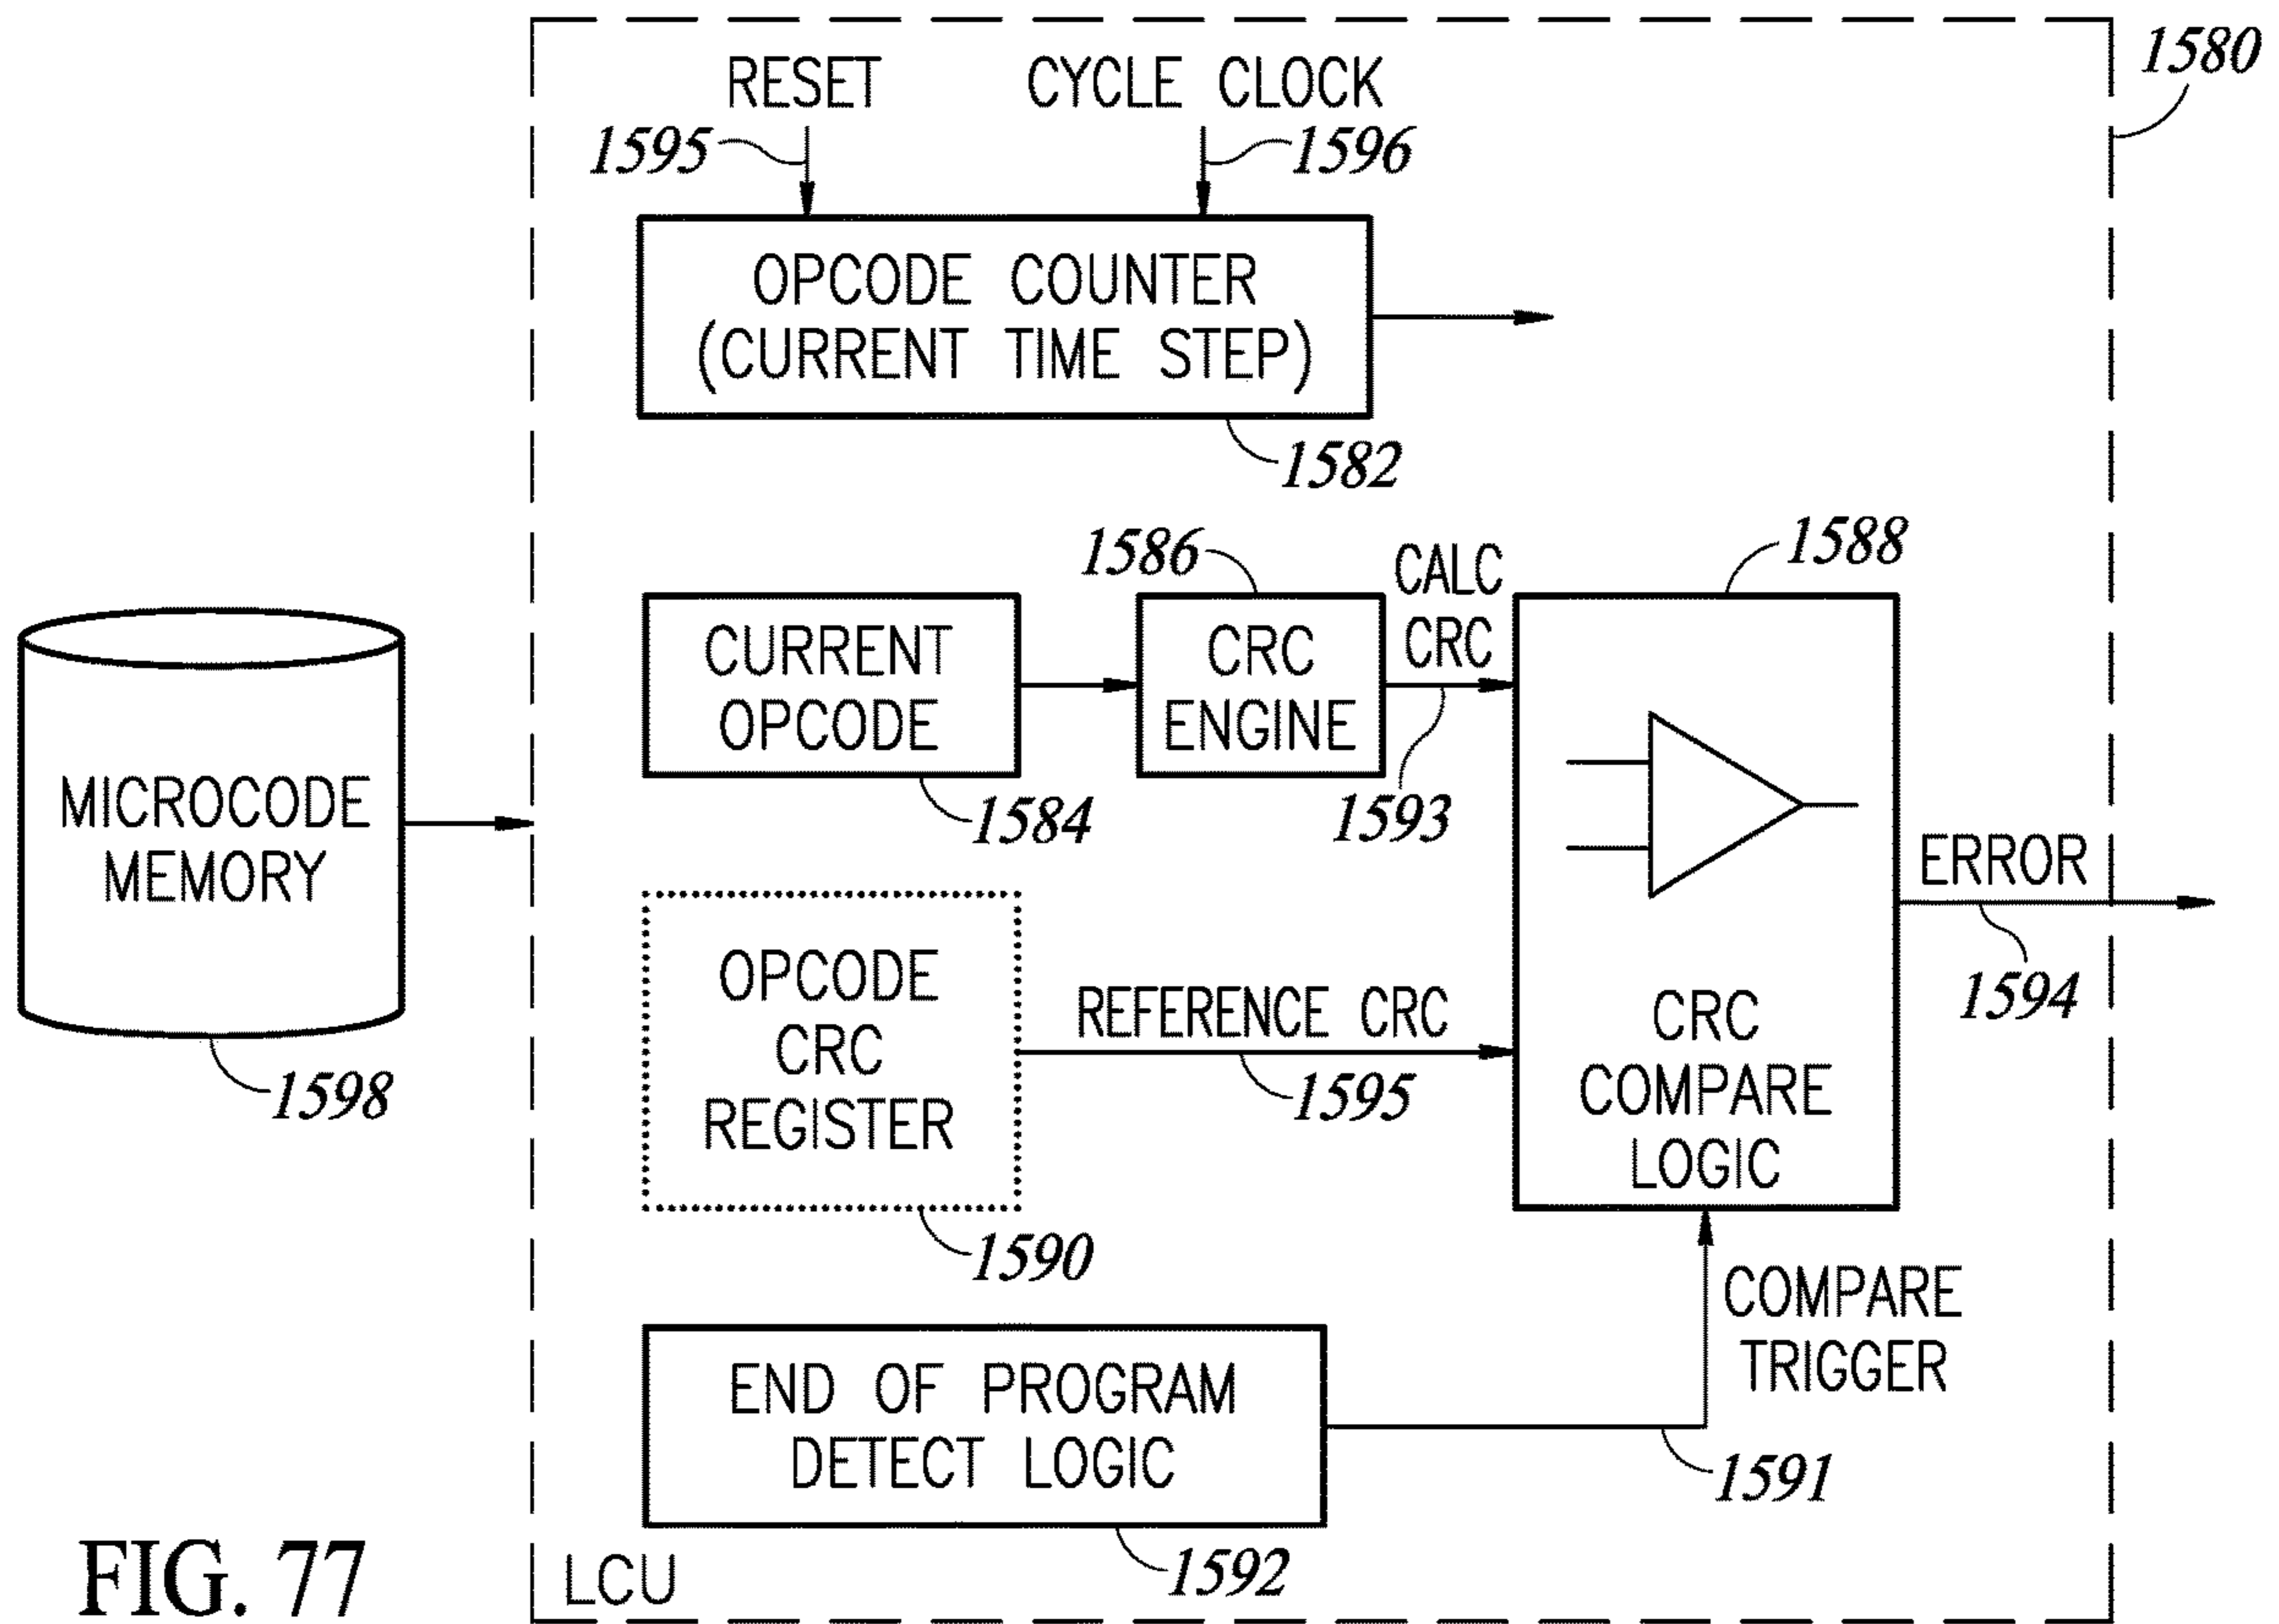 1580
RESET
CYCLE CLOCK
1595
1596
OPCODE COUNTER
(CURRENT TIME STEP)
1582
1586
CALC
CRC
1588
CURRENT
OPCODE
CRC
ENGINE
1584
1593
MICROCODE
MEMORY
1598
ERROR
1594
OPCODE
CRC
REGISTER
REFERENCE CRC
1595
CRC
COMPARE
LOGIC
1590
COMPARE
TRIGGER
END OF PROGRAM
DETECT LOGIC
1591
1592
LCU
FIG. 77